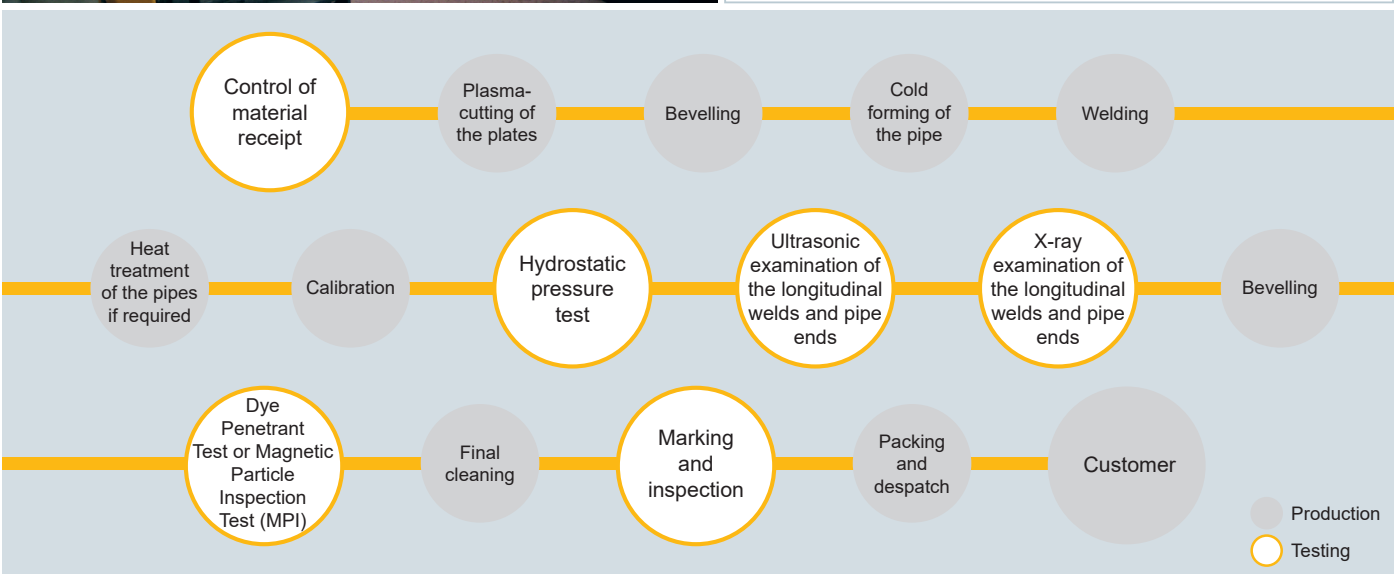 Control of
material
receipt
Plasma-
cutting of
the plates
Bevelling
Cold
forming of
the pipe
Welding
Heat
treatment
of the pipes
if required
Calibration
Hydrostatic
pressure
test
Ultrasonic
examination of
the longitudinal
welds and pipe
ends
X-ray
examination of
the longitudinal
welds and pipe
ends
Bevelling
Dye
Penetrant
Test or Magnetic
Particle
Inspection
Test (MPI)
Final
cleaning
Marking
and
inspection
Packing
and
despatch
Customer
Production
Testing